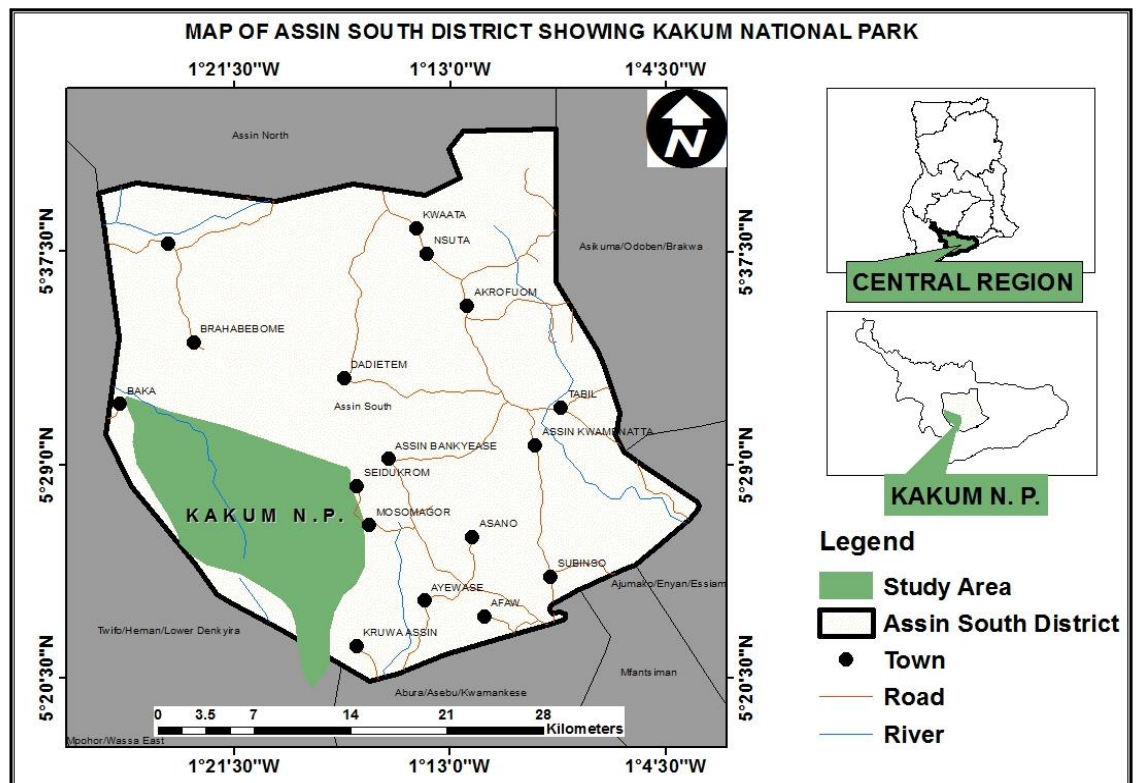 MAP OF ASSIN SOUTH DISTRICT SHOWING KAKUM NATIONAL PARK
1°21'30"W 1°13'0"W 1°4'30"W
Assin North
N
KWAATA
NSUTA
Asikuma/Odoben/Brakwa
5°37'30"N
5°37'30"N
AKROFUOM
BRAHABEBOME
DADIETEM
BAKA
Assin South
TABIL
ASSIN KWAMENATTA
ASSIN BANKYEASE
5°29'0"N
5°29'0"N
SEIDUKROM
KAKUM N.P.
MOSOMAGOR
ASANO
SUBINSO
Ajumako/Enyan/Essiam
AYEWASE
AFAW
Twifo/Heman/Lower Denkyira
KRUWA ASSIN
Mfantsiman
5°20'30"N
5°20'30"N
Abura/Asebu/Kwamankese
0 3.5 7 14 21 28
Kilometers
Mpohor/Wassa East
1°21'30"W 1°13'0"W 1°4'30"W
CENTRAL REGION
KAKUM N. P.
Legend
Study Area
Assin South District
Town
Road
River